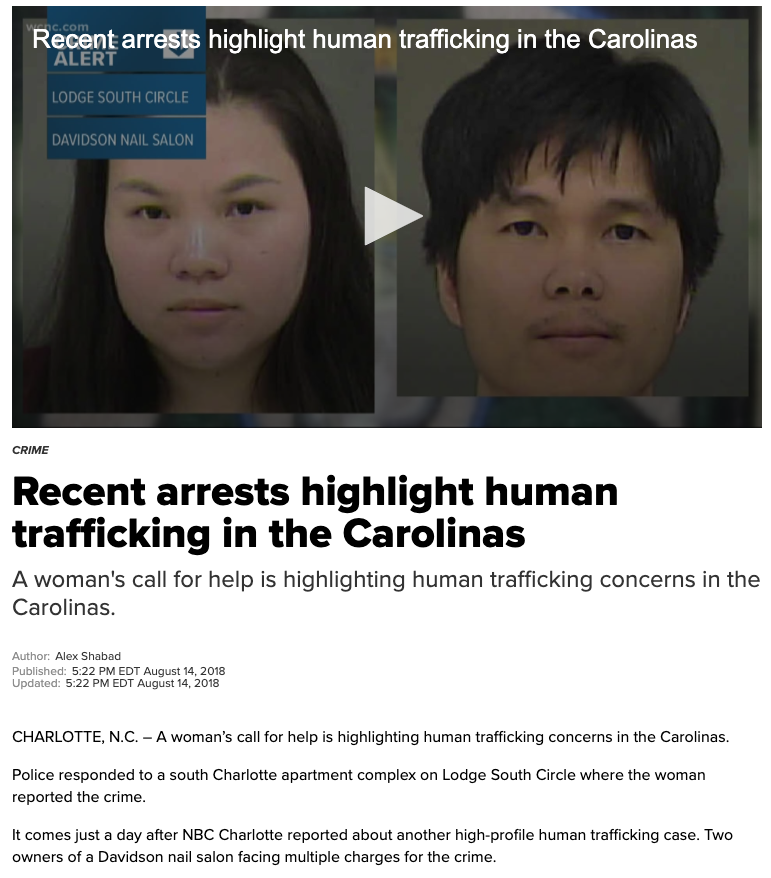 wcnc.com
Recent arrests highlight human trafficking in the Carolinas
ALERT
LODGE SOUTH CIRCLE
DAVIDSON NAIL SALON
CRIME
Recent arrests highlight human
trafficking in the Carolinas
A woman's call for help is highlighting human trafficking concerns in the
Carolinas.
Author: Alex Shabad
Published: 5:22 PM EDT August 14, 2018
Updated: 5:22 PM EDT August 14, 2018
CHARLOTTE, N.C. – A woman’s call for help is highlighting human trafficking concerns in the Carolinas.
Police responded to a south Charlotte apartment complex on Lodge South Circle where the woman
reported the crime.
It comes just a day after NBC Charlotte reported about another high-profile human trafficking case. Two
owners of a Davidson nail salon facing multiple charges for the crime.